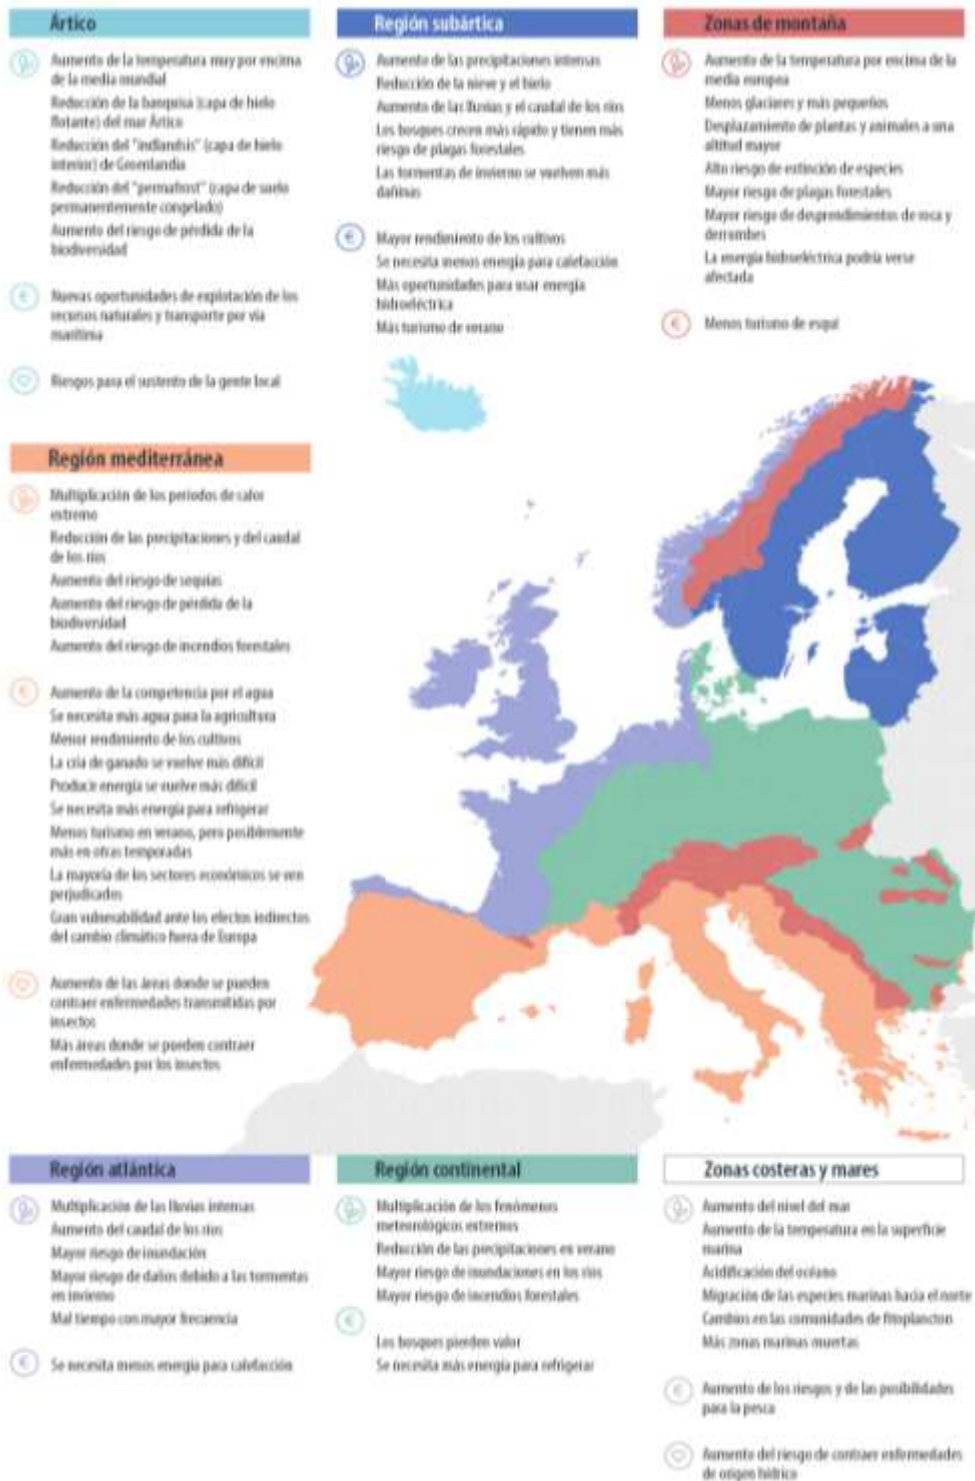 Ártico
Aumento de la temperatura muy por encima
de la media mundial
Reducción de la banquisa (capa de hielo
flotante) del mar Ártico
Reducción del "indlandsis" (capa de hielo
interior) de Groenlandia
Reducción del "permafrost" (capa de suelo
permanentemente congelado)
Aumento del riesgo de pérdida de la
biodiversidad
€
Nuevas oportunidades de explotación de los
recursos naturales y transporte por vía
marítima
Riesgos para el sustento de la gente local
Región subártica
Aumento de las precipitaciones intensas
Reducción de la nieve y el hielo
Aumento de las lluvias y el caudal de los ríos
Los bosques crecen más rápido y tienen más
riesgo de plagas forestales
Las tormentas de invierno se vuelven más
dañinas
€
Mayor rendimiento de los cultivos
Se necesita menos energía para calefacción
Más oportunidades para usar energía
hidroeléctrica
Más turismo de verano
Zonas de montaña
Aumento de la temperatura por encima de la
media europea
Menos glaciares y más pequeños
Desplazamiento de plantas y animales a una
altitud mayor
Alto riesgo de extinción de especies
Mayor riesgo de plagas forestales
Mayor riesgo de desprendimientos de roca y
derrumbes
La energía hidroeléctrica podría verse
afectada
€
Menos turismo de esquí
Región mediterránea
Multiplicación de los periodos de calor
extremo
Reducción de las precipitaciones y del caudal
de los ríos
Aumento del riesgo de sequías
Aumento del riesgo de pérdida de la
biodiversidad
Aumento del riesgo de incendios forestales
€
Aumento de la competencia por el agua
Se necesita más agua para la agricultura
Menor rendimiento de los cultivos
La cría de ganado se vuelve más difícil
Producir energía se vuelve más difícil
Se necesita más energía para refrigerar
Menos turismo en verano, pero posiblemente
más en otras temporadas
La mayoría de los sectores económicos se ven
perjudicados
Gran vulnerabilidad ante los efectos indirectos
del cambio climático fuera de Europa
Aumento de las áreas donde se pueden
contraer enfermedades transmitidas por
insectos
Más áreas donde se pueden contraer
enfermedades por los insectos
Región atlántica
Multiplicación de las lluvias intensas
Aumento del caudal de los ríos
Mayor riesgo de inundación
Mayor riesgo de daños debido a las tormentas
en invierno
Mal tiempo con mayor frecuencia
€
Se necesita menos energía para calefacción
Región continental
Multiplicación de los fenómenos
meteorológicos extremos
Reducción de las precipitaciones en verano
Mayor riesgo de inundaciones en los ríos
Mayor riesgo de incendios forestales
€
Los bosques pierden valor
Se necesita más energía para refrigerar
Zonas costeras y mares
Aumento del nivel del mar
Aumento de la temperatura en la superficie
marina
Acidificación del océano
Migración de las especies marinas hacia el norte
Cambios en las comunidades de fitoplancton
Más zonas marinas muertas
€
Aumento de los riesgos y de las posibilidades
para la pesca
Aumento del riesgo de contraer enfermedades
de origen hídrico